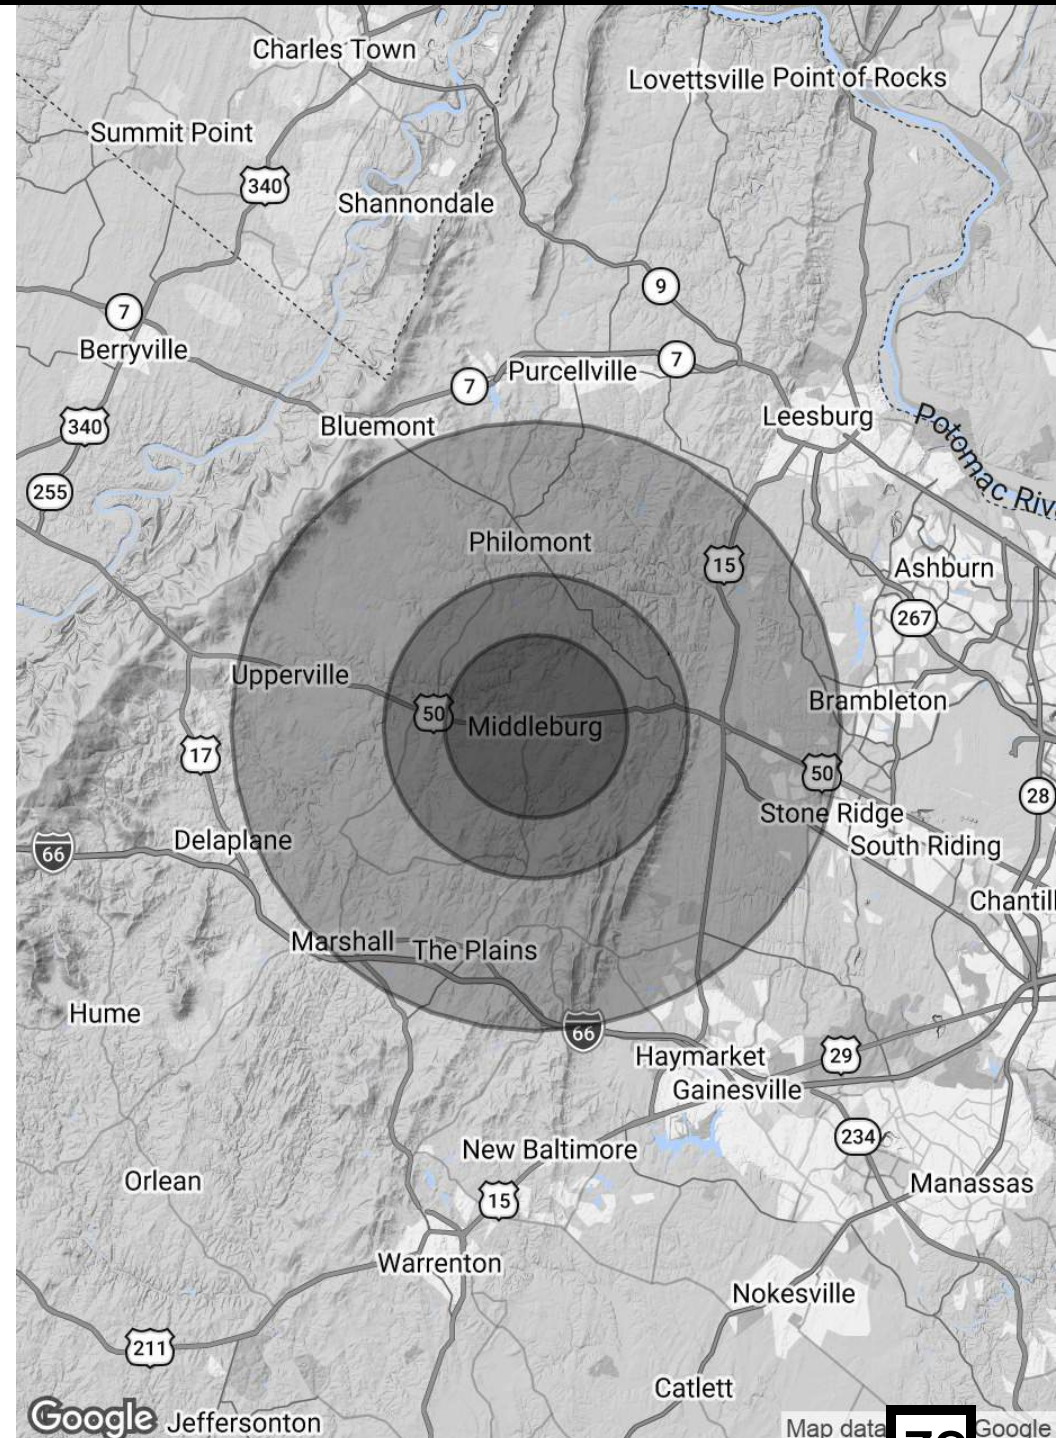 Charles Town
Lovettsville
Point of Rocks
Summit Point
340
Shannondale
9
7
Berryville
7
Purcellville
7
340
Bluemont
Leesburg
Potomac Riv
255
Philomont
15
Ashburn
267
Upperville
Brambleton
50
Middleburg
17
50
28
Stone Ridge
66
Delaplane
South Riding
Chantill
Marshall
The Plains
Hume
66
Haymarket
29
Gainesville
234
New Baltimore
Orlean
Manassas
15
Warrenton
Nokesville
211
Catlett
Google
Jeffersonton
Map data
Google